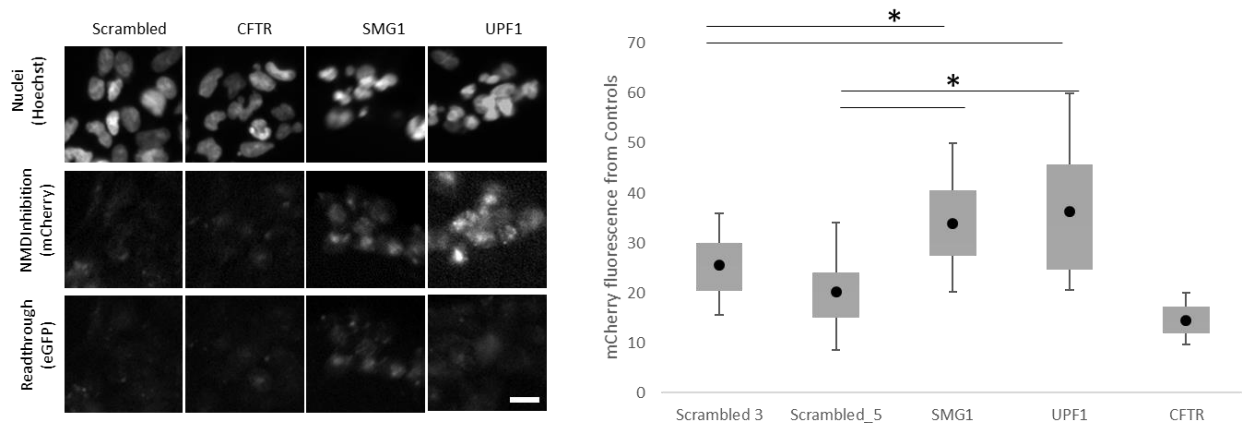 Scrambled CFTR SMG1 UPF1
Nuclei
(Hoechst)
NMDInhibition
(mCherry)
Readthrough
(eGFP)
mCherry fluorescence from Controls
*
*
70
60
50
40
30
20
10
0
Scrambled 3 Scrambled_5 SMG1 UPF1 CFTR